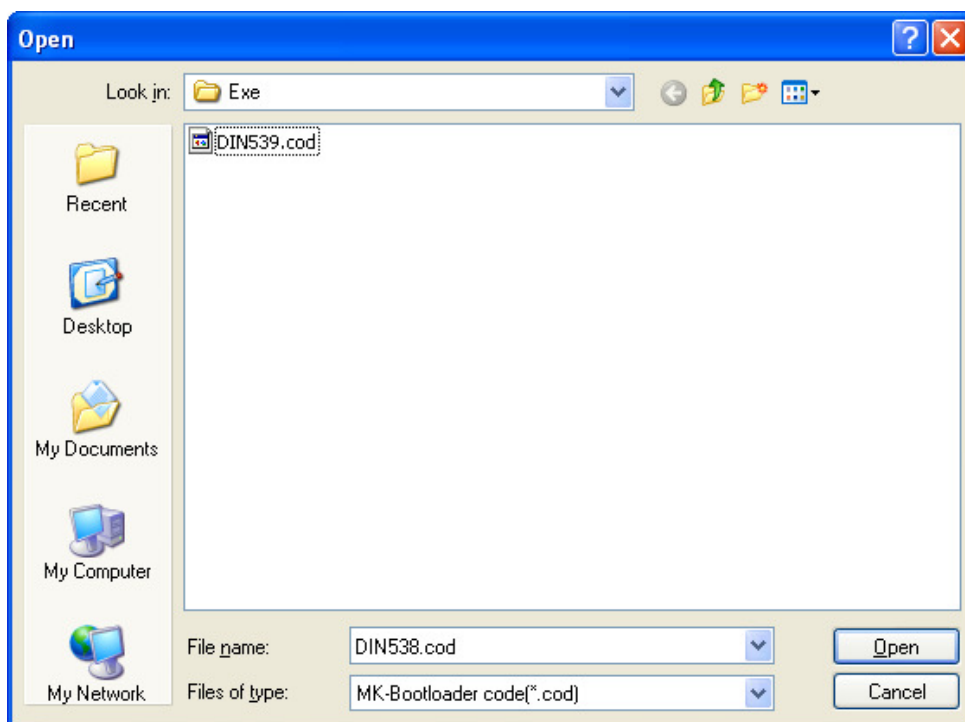 Open
Look in:
Exe
DIN539.cod
Recent
Desktop
My Documents
My Computer
My Network
File name:
DIN538.cod
Open
Files of type:
MK-Bootloader code(*.cod)
Cancel